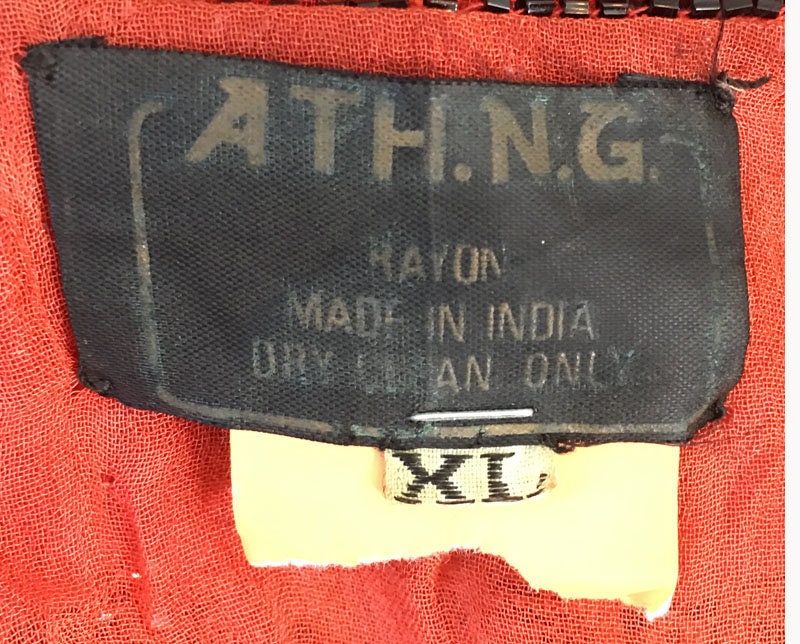 ATH.N.G.
RAYON
MADE IN INDIA
DRY CLEAN ONLY
XL